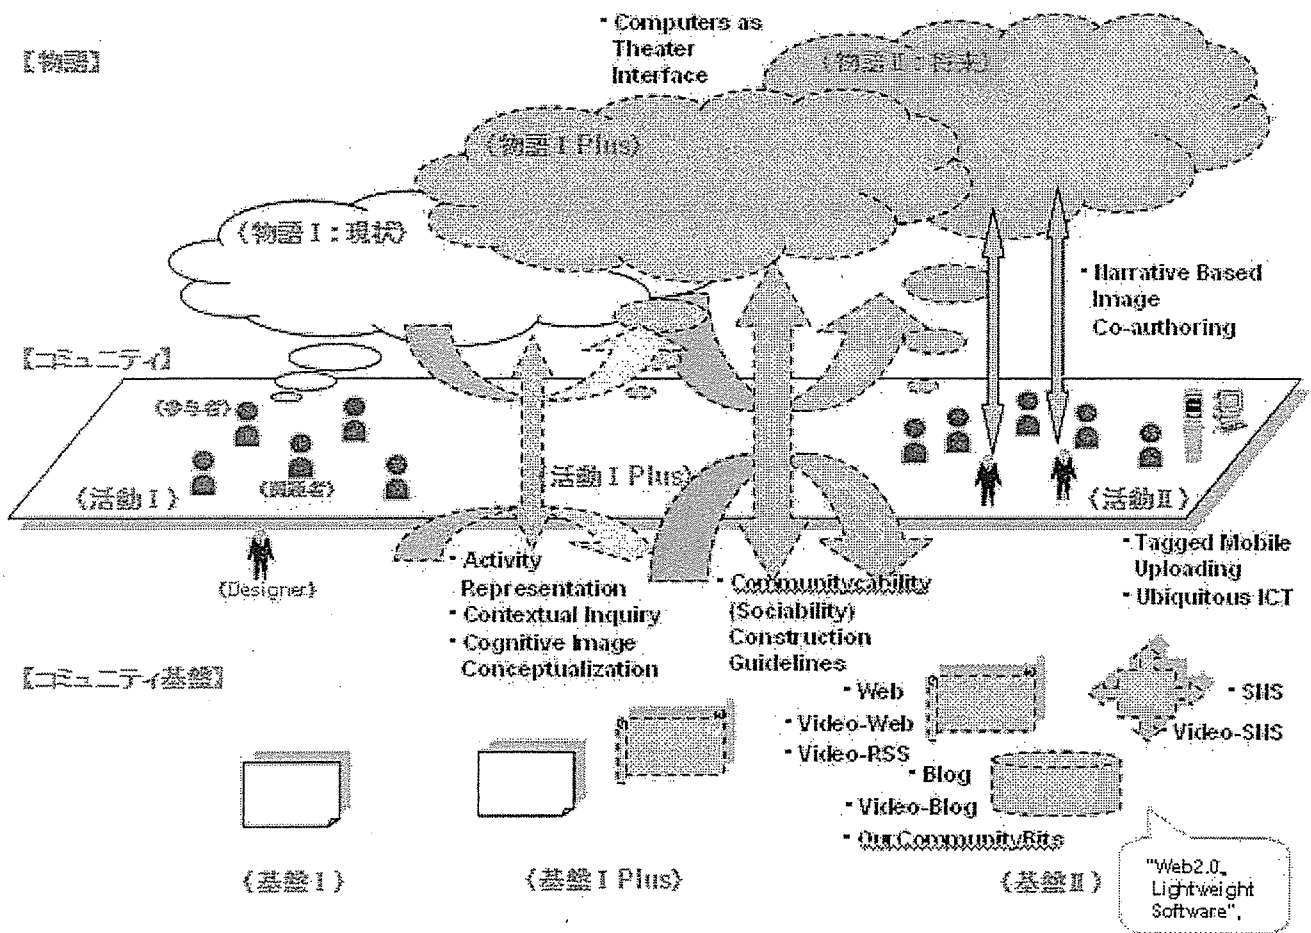 ・Computers as
Theater
Interface
【物語】
〈物語Ⅱ：将来〉
〈物語Ⅰ Plus〉
〈物語Ⅰ：現状〉
・Narrative Based
Image
Co-authoring
【コミュニティ】
〈参与者〉
〈活動Ⅰ〉
〈活動Ⅰ Plus〉
〈活動Ⅱ〉
〈Designer〉
・Activity
Representation
・Contextual Inquiry
・Cognitive Image
Conceptualization
・Communitycability
(Sociability)
Construction
Guidelines
・Tagged Mobile
Uploading
・Ubiquitous ICT
【コミュニティ基盤】
・Web
・Video-Web
・Video-RSS
・SNS
・Video-SNS
・Blog
・Video-Blog
・OurCommunityBits
〈基盤Ⅰ〉
〈基盤Ⅰ Plus〉
〈基盤Ⅱ〉
"Web2.0,
Lightweight
Software",